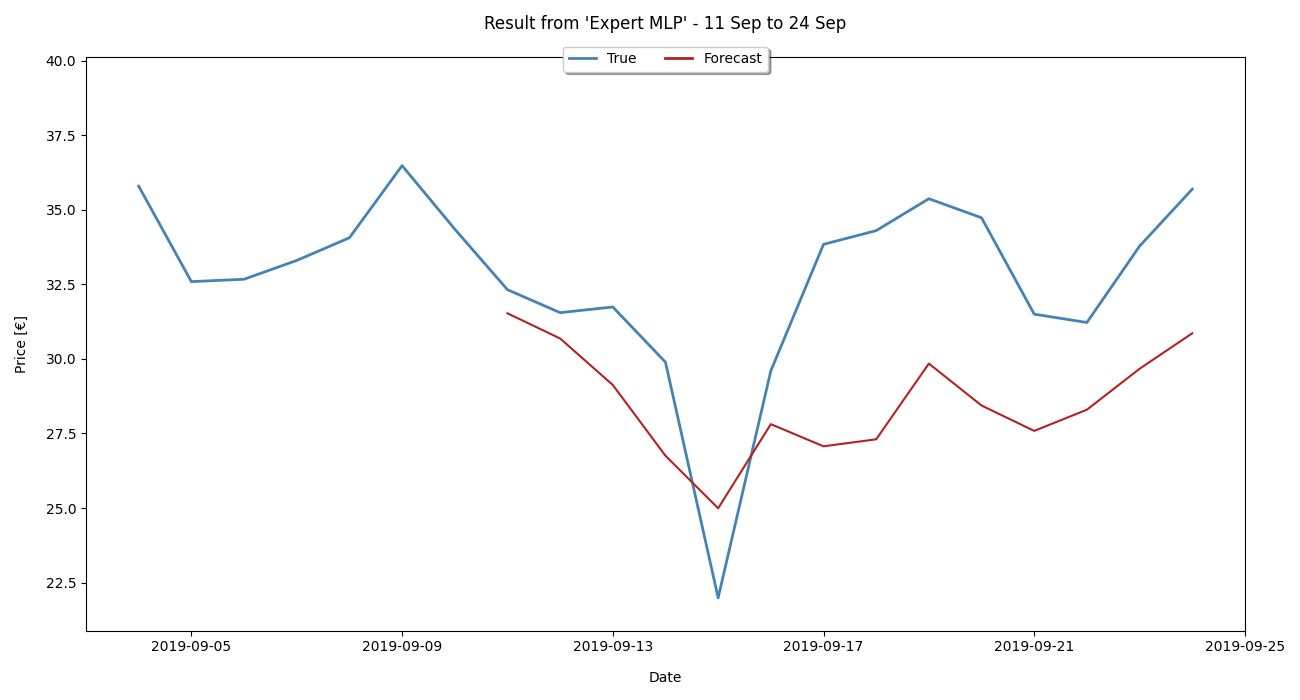 Result from 'Expert MLP' - 11 Sep to 24 Sep
True Forecast
40.0
37.5
35.0
32.5
30.0
27.5
25.0
22.5
Price [€]
2019-09-05 2019-09-09 2019-09-13 2019-09-17 2019-09-21 2019-09-25
Date